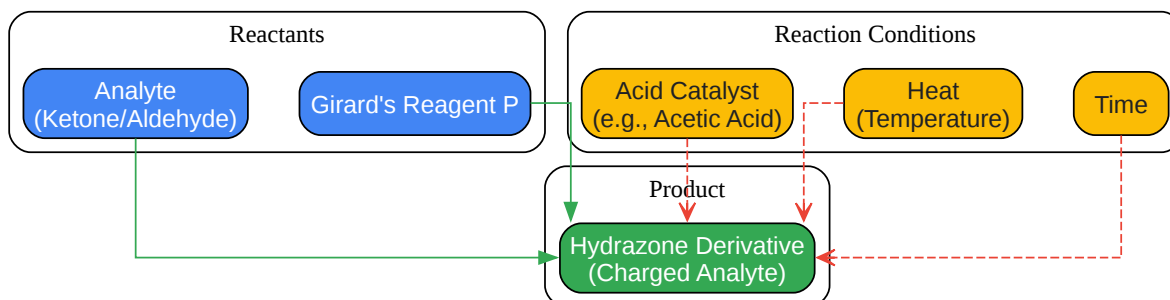 Reactants
Analyte
(Ketone/Aldehyde)
Girard's Reagent P
Reaction Conditions
Acid Catalyst
(e.g., Acetic Acid)
Heat
(Temperature)
Time
Product
Hydrazone Derivative
(Charged Analyte)